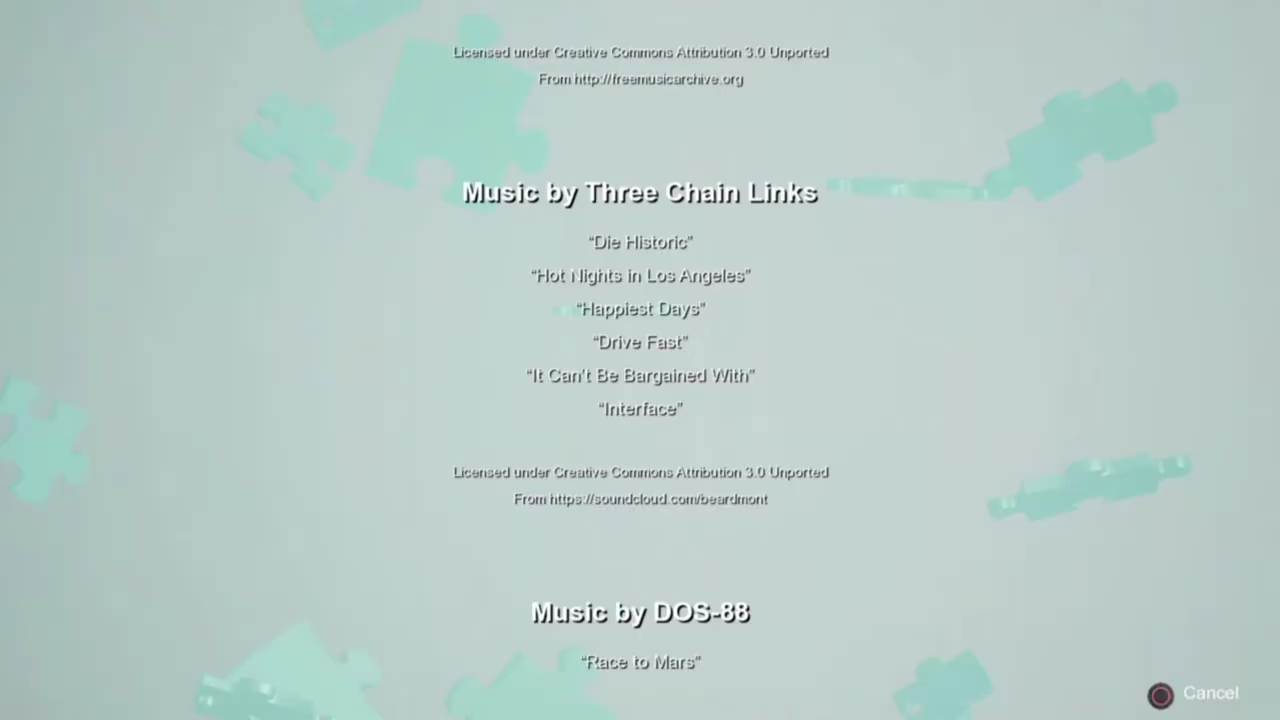 Licensed under Creative Commons Attribution 3.0 Unported
From http://freemusicarchive.org
Music by Three Chain Links
“Die Historic”
“Hot Nights in Los Angeles”
“Happiest Days”
“Drive Fast”
“It Can't Be Bargained With”
“Interface”
Licensed under Creative Commons Attribution 3.0 Unported
From https://soundcloud.com/beardmont
Music by DOS-88
“Race to Mars”
Cancel